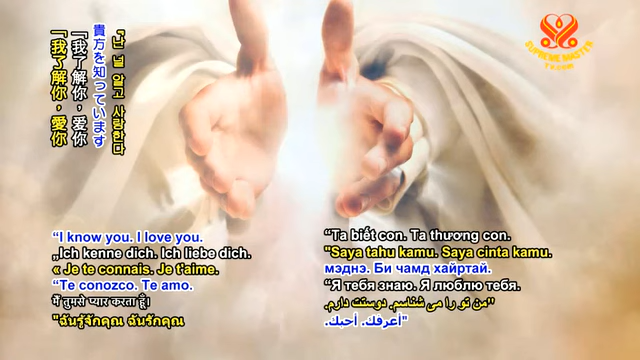 「我了解你，愛你
「我了解你，爱你
貴方を知っています
"난 널 알고 사랑한다
SUPREME MASTER
TV.COM
“I know you. I love you.
„Ich kenne dich. Ich liebe dich.
« Je te connais. Je t'aime.
“Te conozco. Te amo.
मैं तुमसे प्यार करता हूँ।
"ฉันรู้จักคุณ ฉันรักคุณ
“Ta biết con. Ta thương con.
"Saya tahu kamu. Saya cinta kamu.
мэднэ. Би чамд хайртай.
“Я тебя знаю. Я люблю тебя.
”من تو را می شناسم. دوستت دارم.
"أعرفك. أحبك.